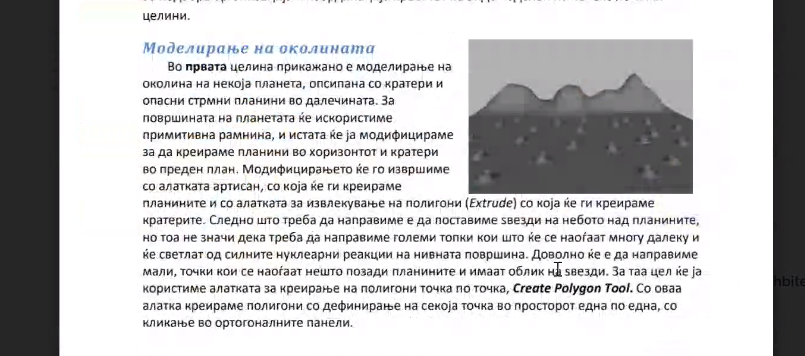 целини.
Моделирање на околината
Во првата целина прикажано е моделирање на
околина на некоја планета, опсипана со кратери и
опасни стрмни планини во далечината. За
површината на планетата ќе искористиме
примитивна рамнина, и истата ќе ја модифицираме
за да креираме планини во хоризонтот и кратери
во преден план. Модифицирањето ќе го извршиме
со алатката артисан, со која ќе ги креираме
планините и со алатката за извлекување на полигони (Extrude) со која ќе ги креираме
кратерите. Следно што треба да направиме е да поставиме ѕвезди на небото над планините,
но тоа не значи дека треба да направиме големи топки кои што ќе се наоѓаат многу далеку и
ќе светлат од силните нуклеарни реакции на нивната површина. Доволно ќе е да направиме
мали, точки кои се наоѓаат нешто позади планините и имаат облик на ѕвезди. За таа цел ќе ја
користиме алатката за креирање на полигони точка по точка, Create Polygon Tool. Со оваа
алатка креираме полигони со дефинирање на секоја точка во просторот една по една, со
кликање во ортогоналните панели.